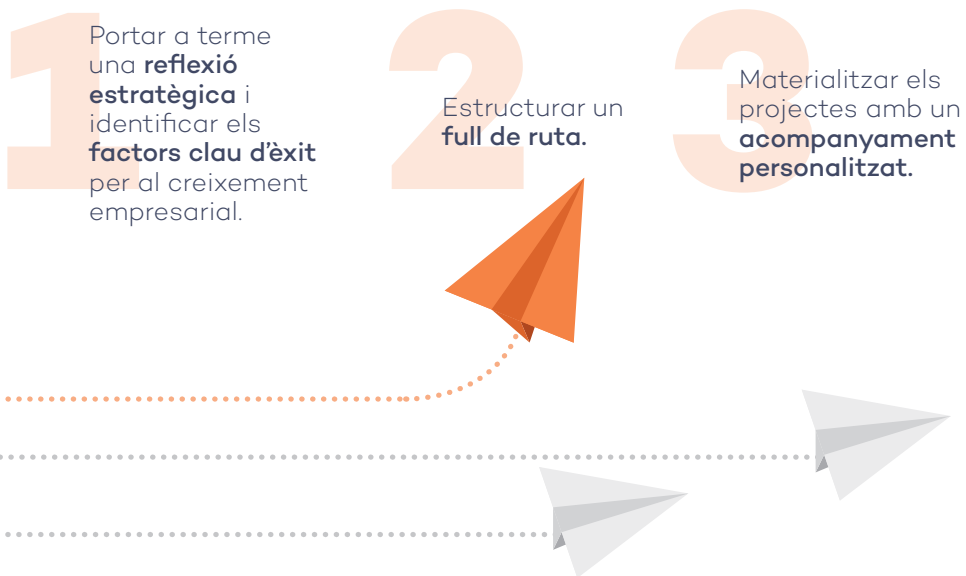 1
Portar a terme
una reflexió
estratègica i
identificar els
factors clau d'èxit
per al creixement
empresarial.
2
Estructurar un
full de ruta.
3
Materialitzar els
projectes amb un
acompanyament
personalitzat.